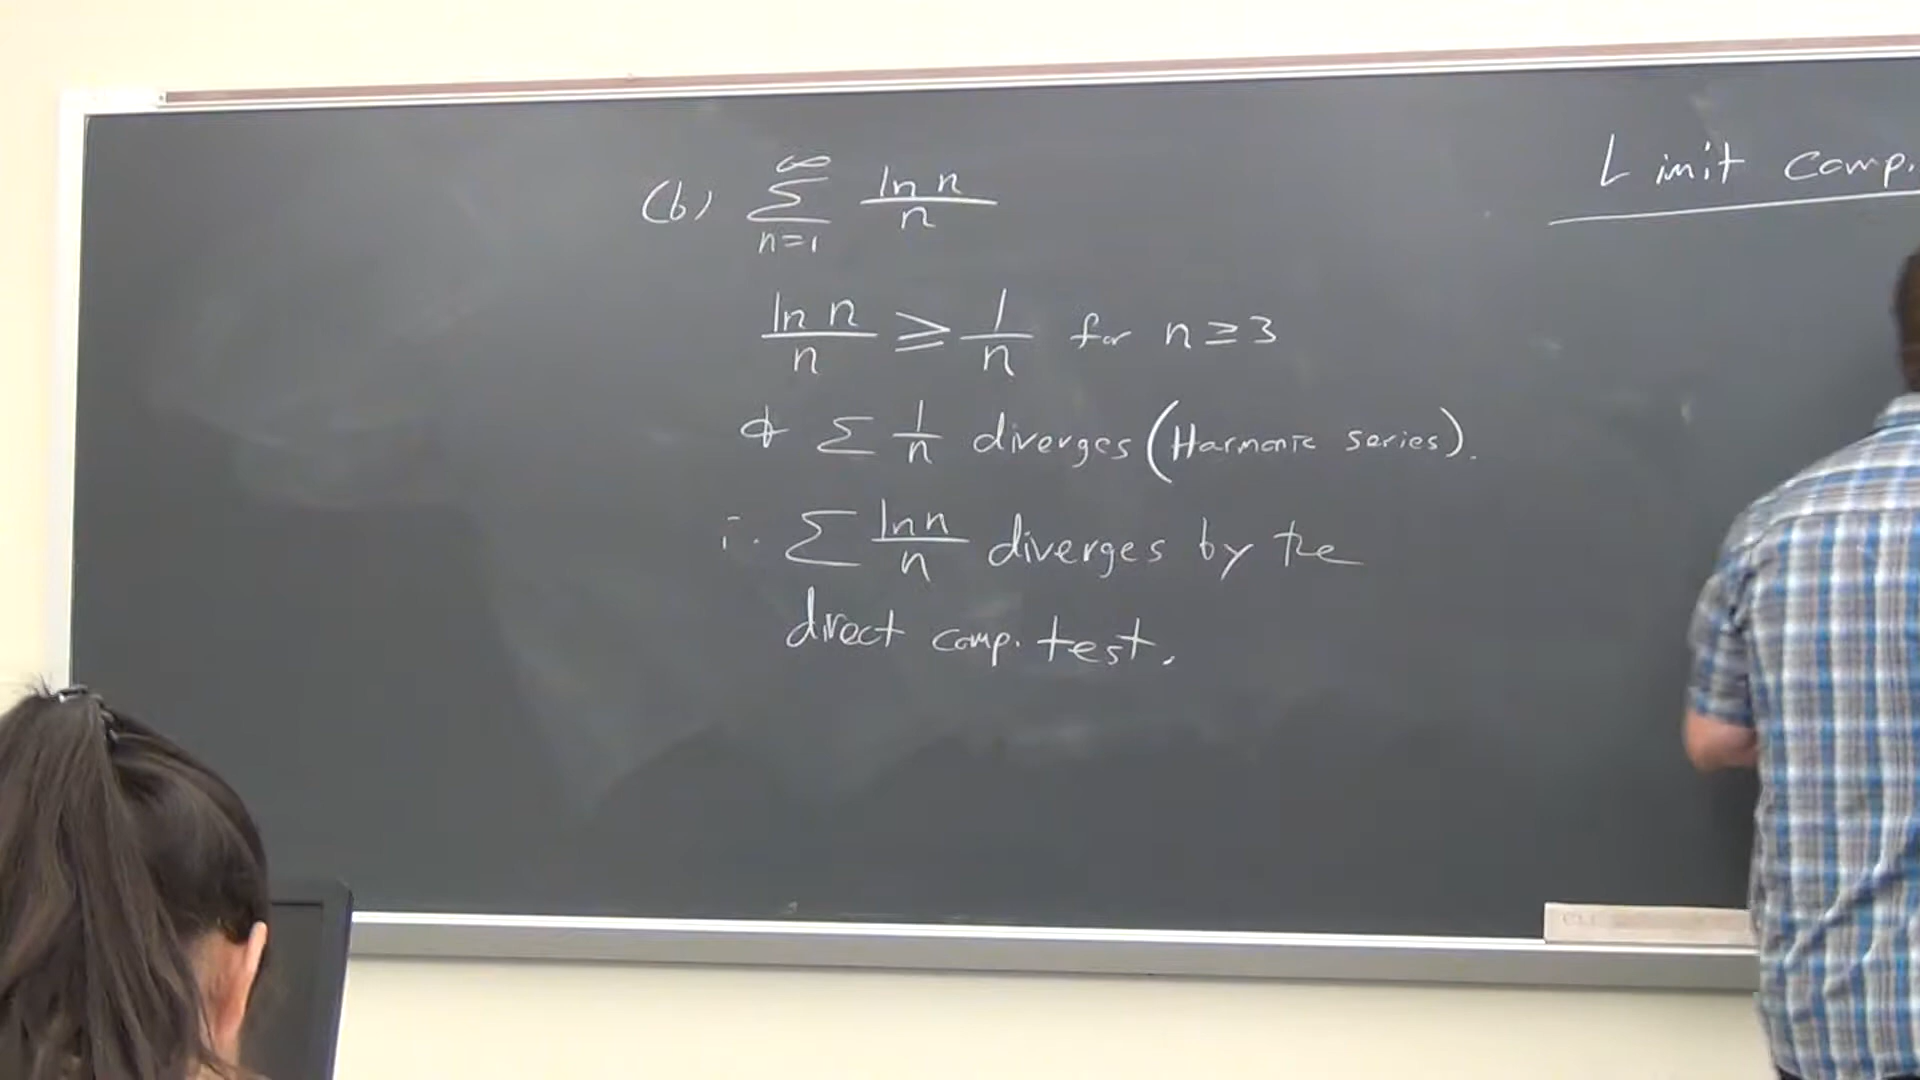 (b) ∑_{n=1}^{∞} ln n / n
ln n / n ≥ 1/n for n ≥ 3
& ∑ 1/n diverges (Harmonic series).
∴ ∑ ln n / n diverges by the
direct comp. test.
Limit comp.